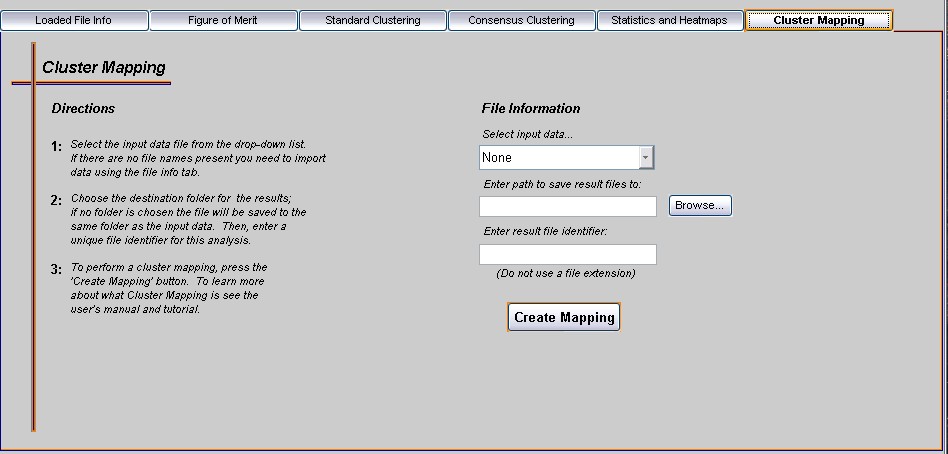 Loaded File Info
Figure of Merit
Standard Clustering
Consensus Clustering
Statistics and Heatmaps
Cluster Mapping
Cluster Mapping
Directions
1: Select the input data file from the drop-down list.
If there are no file names present you need to import
data using the file info tab.
2: Choose the destination folder for the results;
if no folder is chosen the file will be saved to the
same folder as the input data. Then, enter a
unique file identifier for this analysis.
3: To perform a cluster mapping, press the
'Create Mapping' button. To learn more
about what Cluster Mapping is see the
user's manual and tutorial.
File Information
Select input data...
None
Enter path to save result files to:
Browse...
Enter result file identifier:
(Do not use a file extension)
Create Mapping